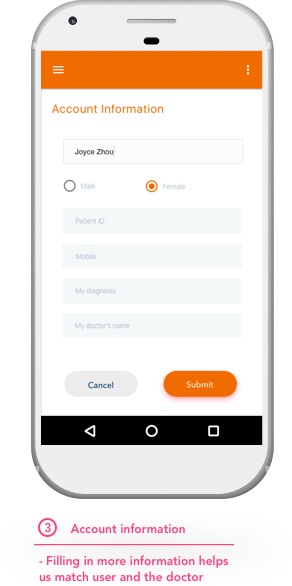 Account Information
Joyce Zhou
Male Female
Patient ID
Mobile
My diagnosis
My doctor's name
Cancel Submit
3 Account information
- Filling in more information helps
us match user and the doctor